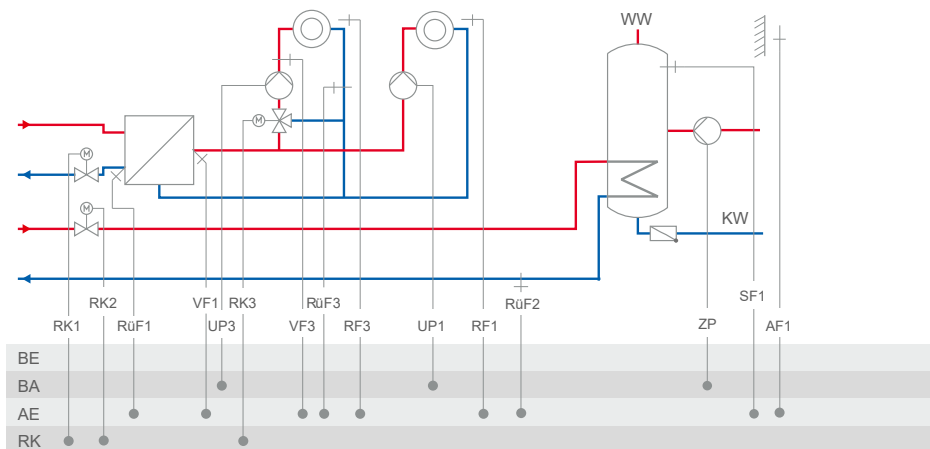 WW
M
M
M
KW
RK1
RK2
RüF1
VF1
UP3
RK3
VF3
RüF3
RF3
UP1
RF1
RüF2
ZP
SF1
AF1
BE
BA
AE
RK